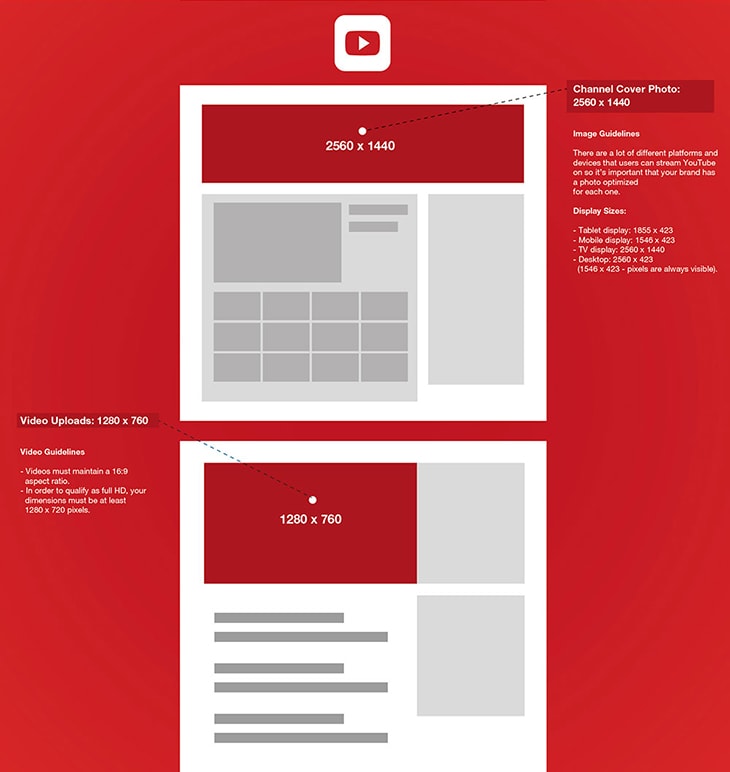 Channel Cover Photo:
2560 x 1440
2560 x 1440
Image Guidelines
There are a lot of different platforms and
devices that users can stream YouTube
on so it's important that your brand has
a photo optimized
for each one.
Display Sizes:
- Tablet display: 1855 x 423
- Mobile display: 1546 x 423
- TV display: 2560 x 1440
- Desktop: 2560 x 423
(1546 x 423 - pixels are always visible).
Video Uploads: 1280 x 760
Video Guidelines
- Videos must maintain a 16:9
aspect ratio.
- In order to qualify as full HD, your
dimensions must be at least
1280 x 720 pixels.
1280 x 760